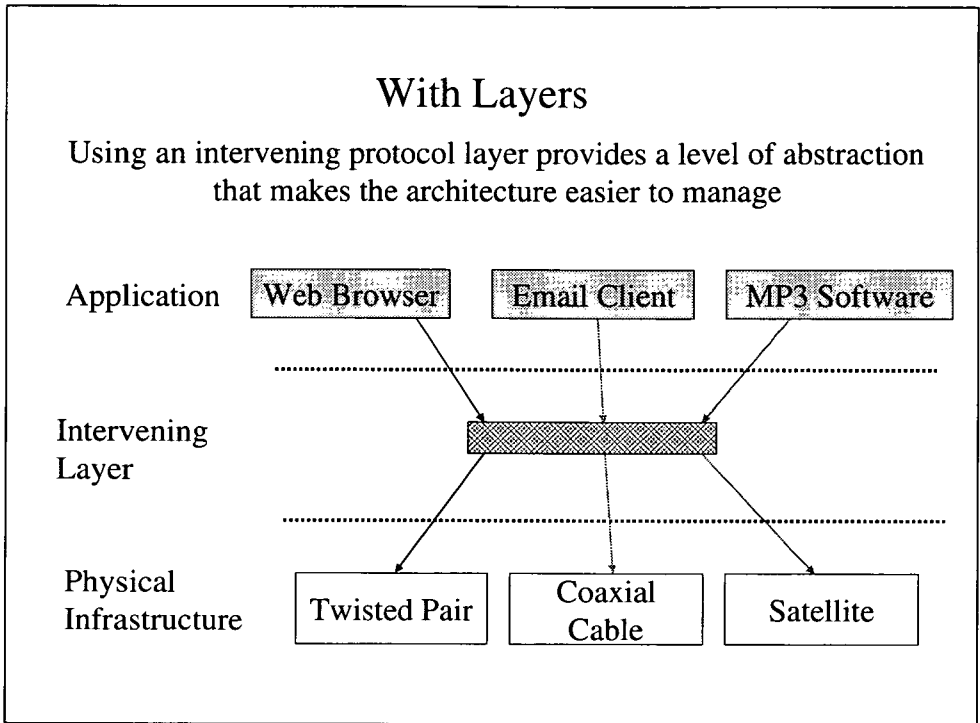 With Layers
Using an intervening protocol layer provides a level of abstraction
that makes the architecture easier to manage
Application
Web Browser
Email Client
MP3 Software
Intervening
Layer
Physical
Infrastructure
Twisted Pair
Coaxial
Cable
Satellite